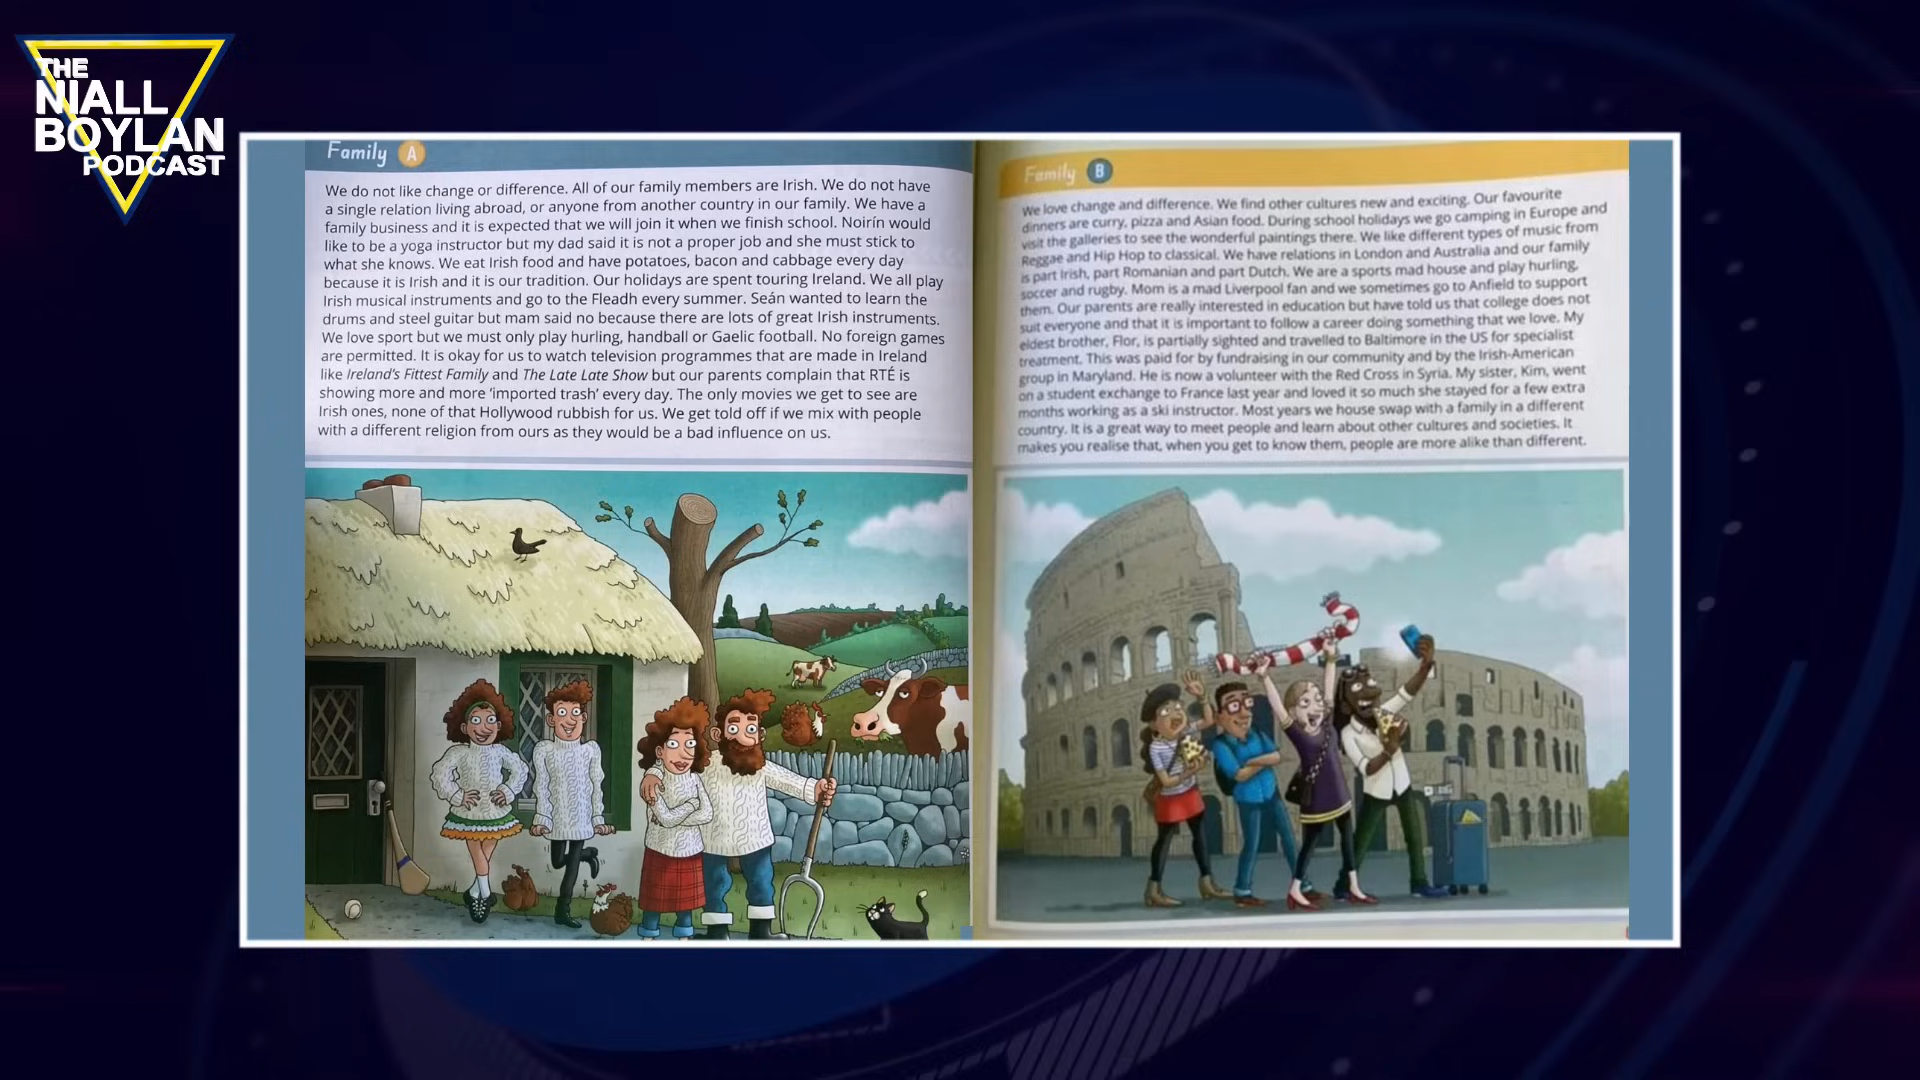 THE
NIALL
BOYLAN
PODCAST
Family A
We do not like change or difference. All of our family members are Irish. We do not have
a single relation living abroad, or anyone from another country in our family. We have a
family business and it is expected that we will join it when we finish school. Noirín would
like to be a yoga instructor but my dad said it is not a proper job and she must stick to
what she knows. We eat Irish food and have potatoes, bacon and cabbage every day
because it is Irish and it is our tradition. Our holidays are spent touring Ireland. We all play
Irish musical instruments and go to the Fleadh every summer. Seán wanted to learn the
drums and steel guitar but mam said no because there are lots of great Irish instruments.
We love sport but we must only play hurling, handball or Gaelic football. No foreign games
are permitted. It is okay for us to watch television programmes that are made in Ireland
like Ireland's Fittest Family and The Late Late Show but our parents complain that RTÉ is
showing more and more 'imported trash' every day. The only movies we get to see are
Irish ones, none of that Hollywood rubbish for us. We get told off if we mix with people
with a different religion from ours as they would be a bad influence on us.
Family B
We love change and difference. We find other cultures new and exciting. Our favourite
dinners are curry, pizza and Asian food. During school holidays we go camping in Europe and
visit the galleries to see the wonderful paintings there. We like different types of music from
Reggae and Hip Hop to classical. We have relations in London and Australia and our family
is part Irish, part Romanian and part Dutch. We are a sports mad house and play hurling,
soccer and rugby. Mom is a mad Liverpool fan and we sometimes go to Anfield to support
them. Our parents are really interested in education but have told us that college does not
suit everyone and that it is important to follow a career doing something that we love. My
eldest brother, Flor, is partially sighted and travelled to Baltimore in the US for specialist
treatment. This was paid for by fundraising in our community and by the Irish-American
group in Maryland. He is now a volunteer with the Red Cross in Syria. My sister, Kim, went
on a student exchange to France last year and loved it so much she stayed for a few extra
months working as a ski instructor. Most years we house swap with a family in a different
country. It is a great way to meet people and learn about other cultures and societies. It
makes you realise that, when you get to know them, people are more alike than different.